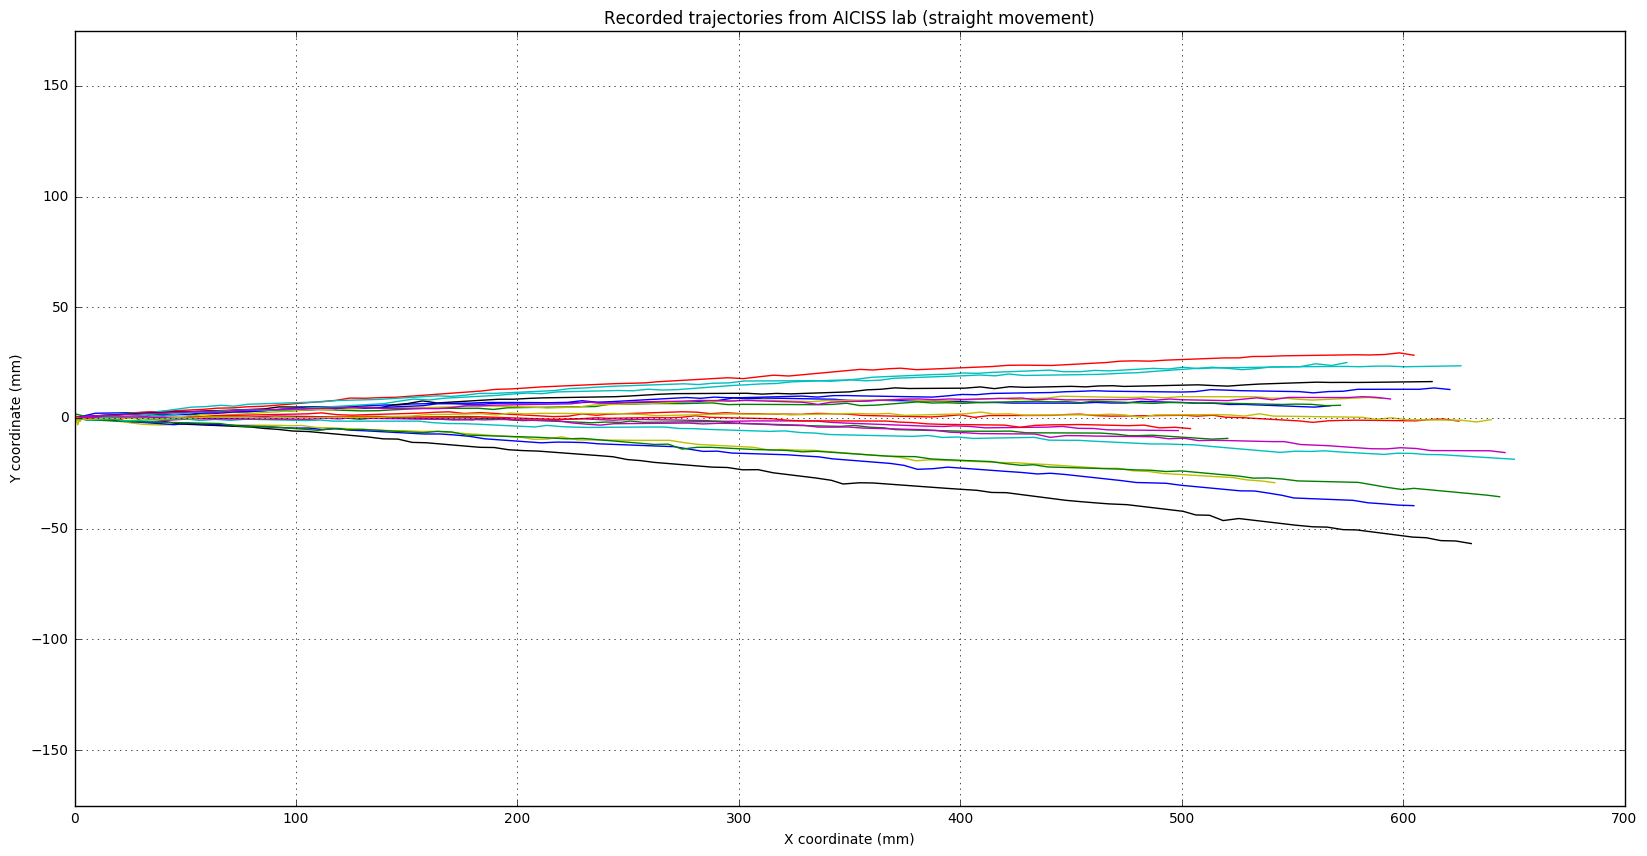 Recorded trajectories from AICISS lab (straight movement)
150
100
50
0
−50
−100
−150
Y coordinate (mm)
0 100 200 300 400 500 600 700
X coordinate (mm)